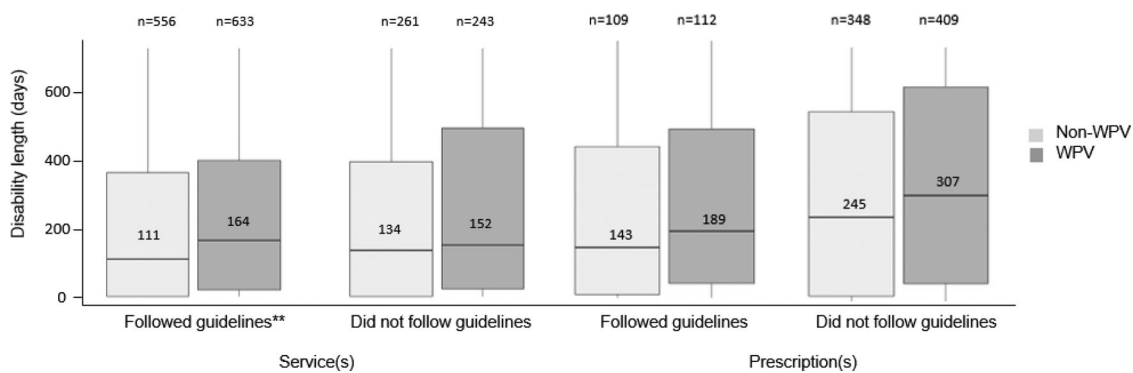 n=556 n=633 n=261 n=243 n=109 n=112 n=348 n=409
Disability length (days)
600
400
200
0
111 164 134 152 143 189 245 307
Non-WPV
WPV
Followed guidelines** Did not follow guidelines Followed guidelines Did not follow guidelines
Service(s) Prescription(s)